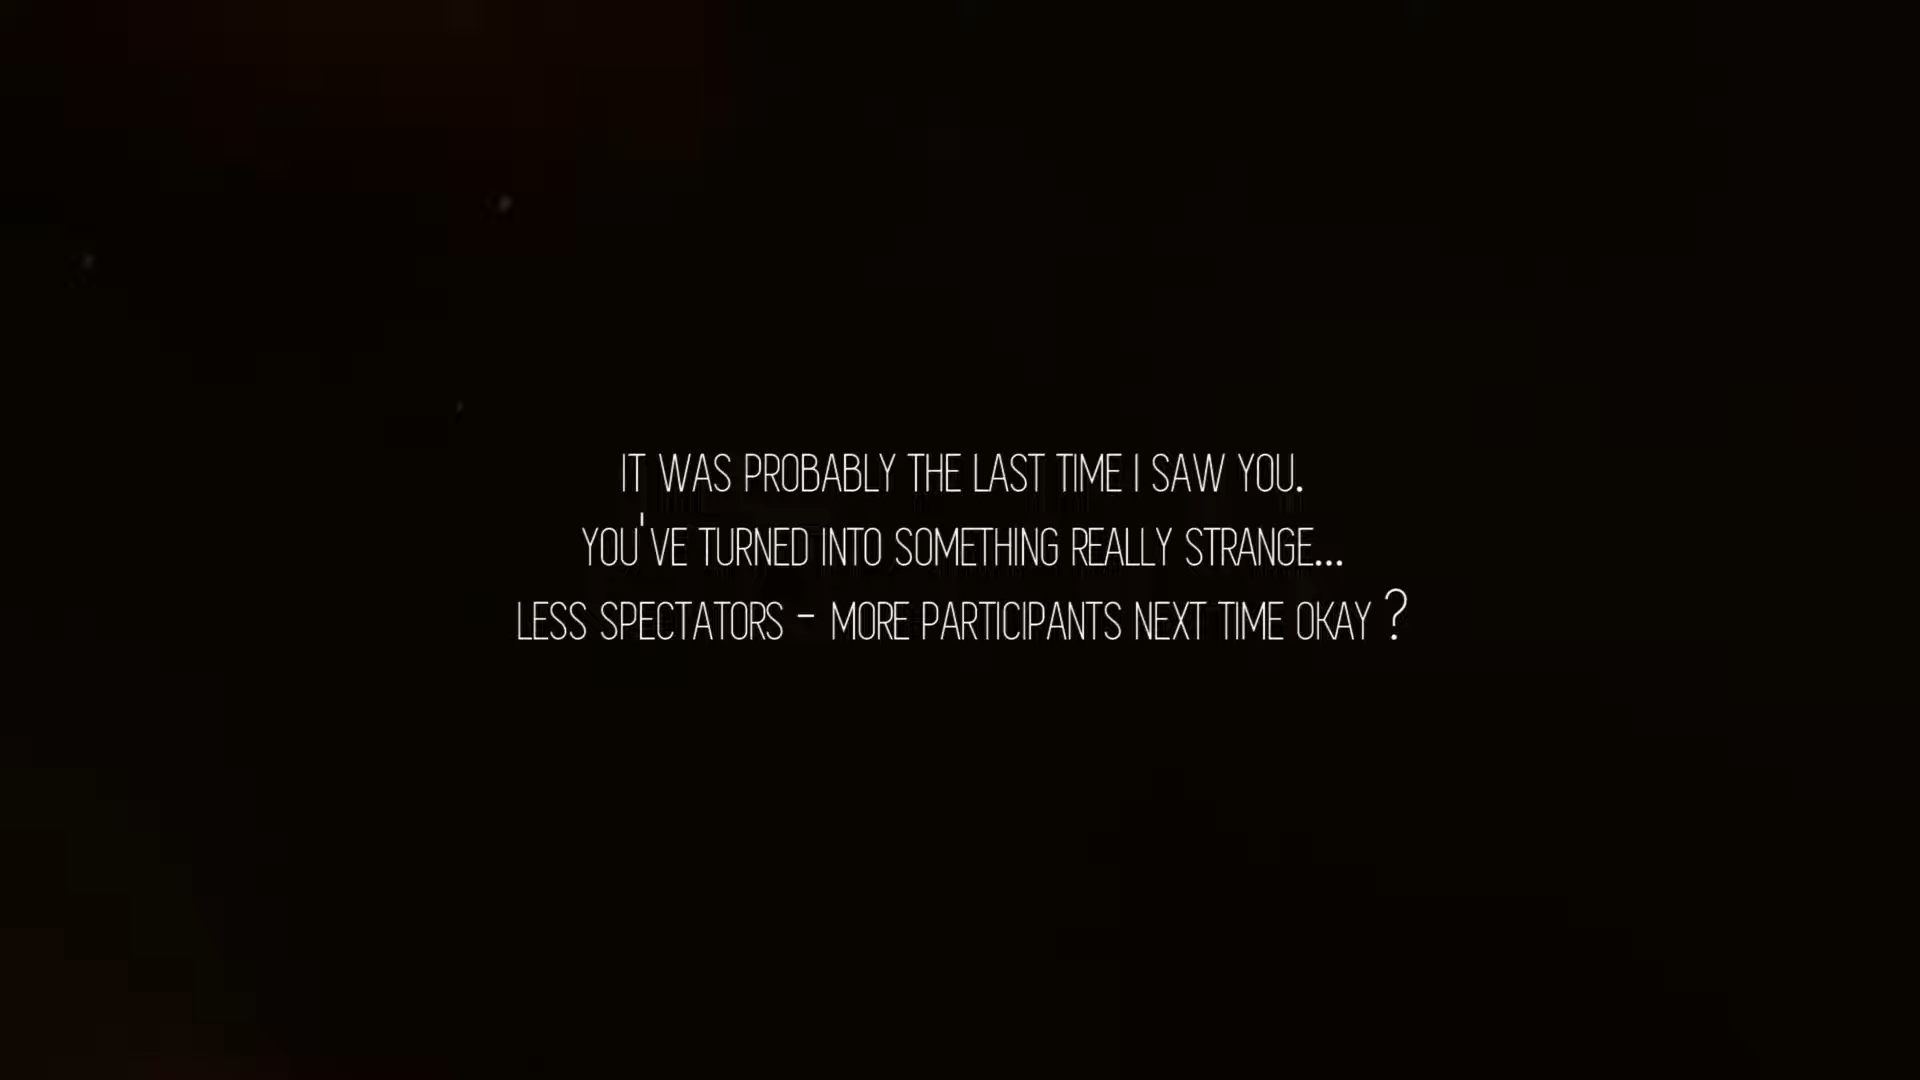 IT WAS PROBABLY THE LAST TIME I SAW YOU.
YOU'VE TURNED INTO SOMETHING REALLY STRANGE...
LESS SPECTATORS - MORE PARTICIPANTS NEXT TIME OKAY ?